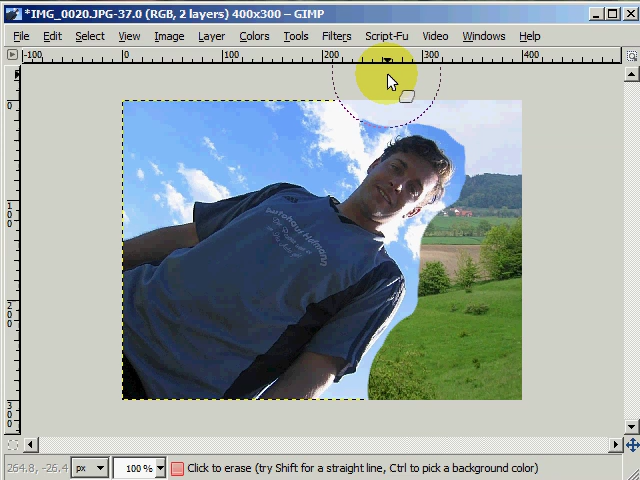 *IMG_0020.JPG-37.0 (RGB, 2 layers) 400x300 – GIMP
File Edit Select View Image Layer Colors Tools Filters Script-Fu Video Windows Help
-100 0 100 200 300 400
0
100
200
300
264.8, -26.4 px 100 % Click to erase (try Shift for a straight line, Ctrl to pick a background color)